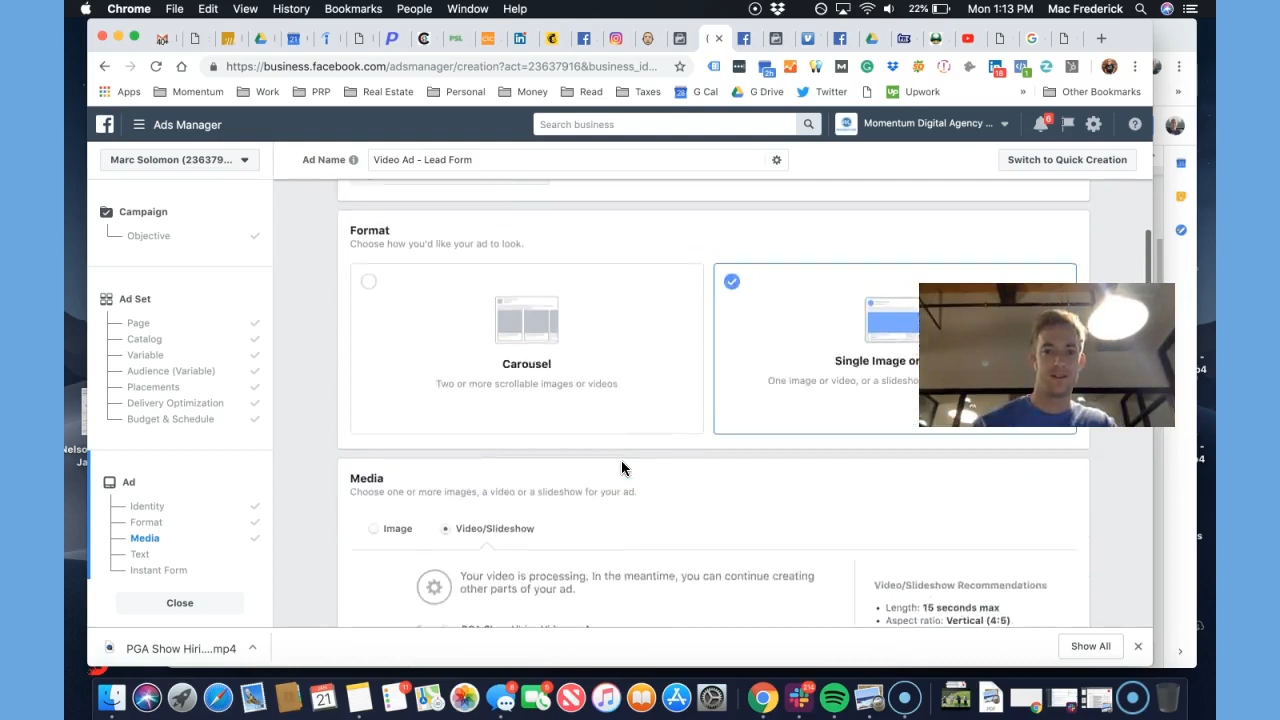 Chrome File Edit View History Bookmarks People Window Help 22% Mon 1:13 PM Mac Frederick
https://business.facebook.com/adsmanager/creation?act=23637916&business_id...
Apps Momentum Work PRP Real Estate Personal Money Read Taxes G Cal G Drive Twitter Upwork » Other Bookmarks »
Ads Manager Search business Momentum Digital Agency ... 6
Marc Solomon (236379... Ad Name Video Ad - Lead Form Switch to Quick Creation
Campaign
Objective
Ad Set
Page
Catalog
Variable
Audience (Variable)
Placements
Delivery Optimization
Budget & Schedule
Ad
Identity
Format
Media
Text
Instant Form
Close
Format
Choose how you'd like your ad to look.
Carousel
Two or more scrollable images or videos
Single Image or
One image or video, or a slidesho
Media
Choose one or more images, a video or a slideshow for your ad.
Image Video/Slideshow
Your video is processing. In the meantime, you can continue creating
other parts of your ad.
Video/Slideshow Recommendations
• Length: 15 seconds max
• Aspect ratio: Vertical (4:5)
PGA Show Hiri....mp4 Show All